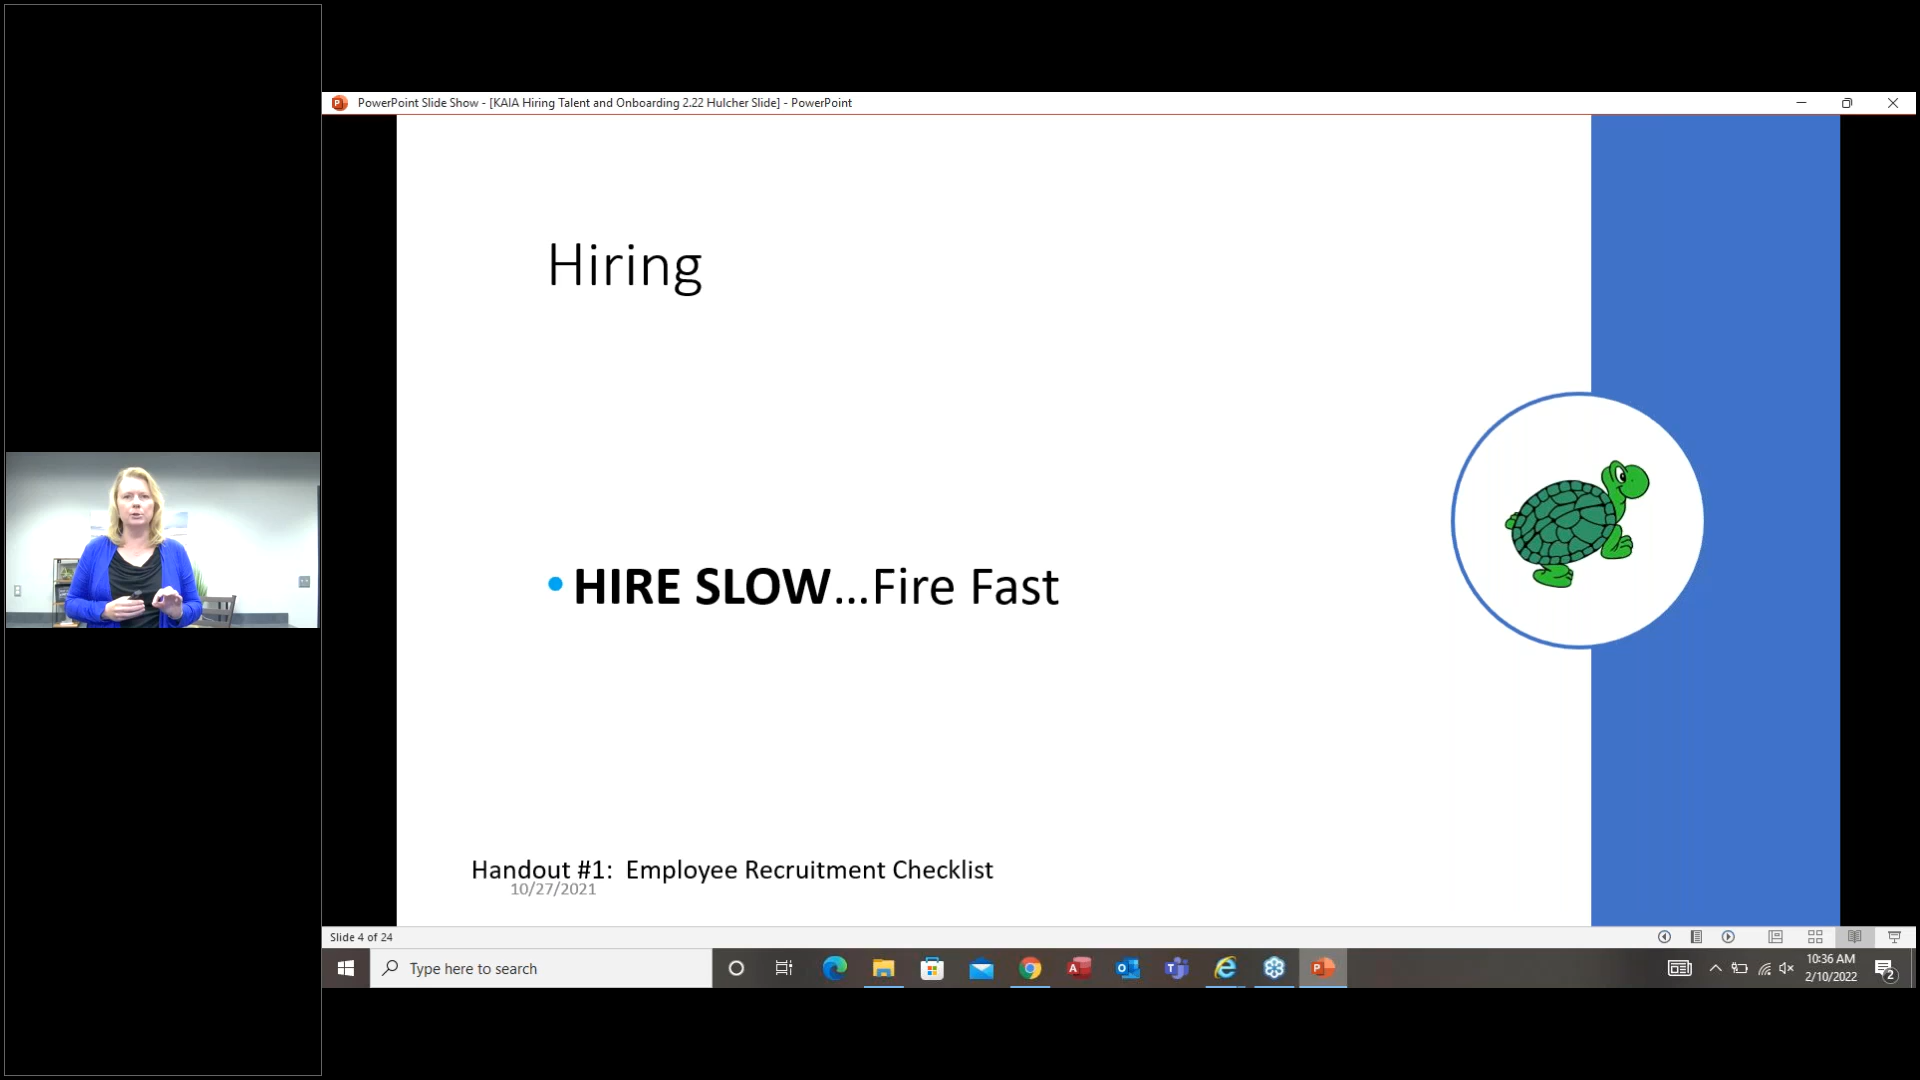 PowerPoint Slide Show - [KAIA Hiring Talent and Onboarding 2.22 Hulcher Slide] - PowerPoint
Hiring
• HIRE SLOW...Fire Fast
Handout #1: Employee Recruitment Checklist
10/27/2021
Slide 4 of 24
Type here to search
10:36 AM
2/10/2022
2